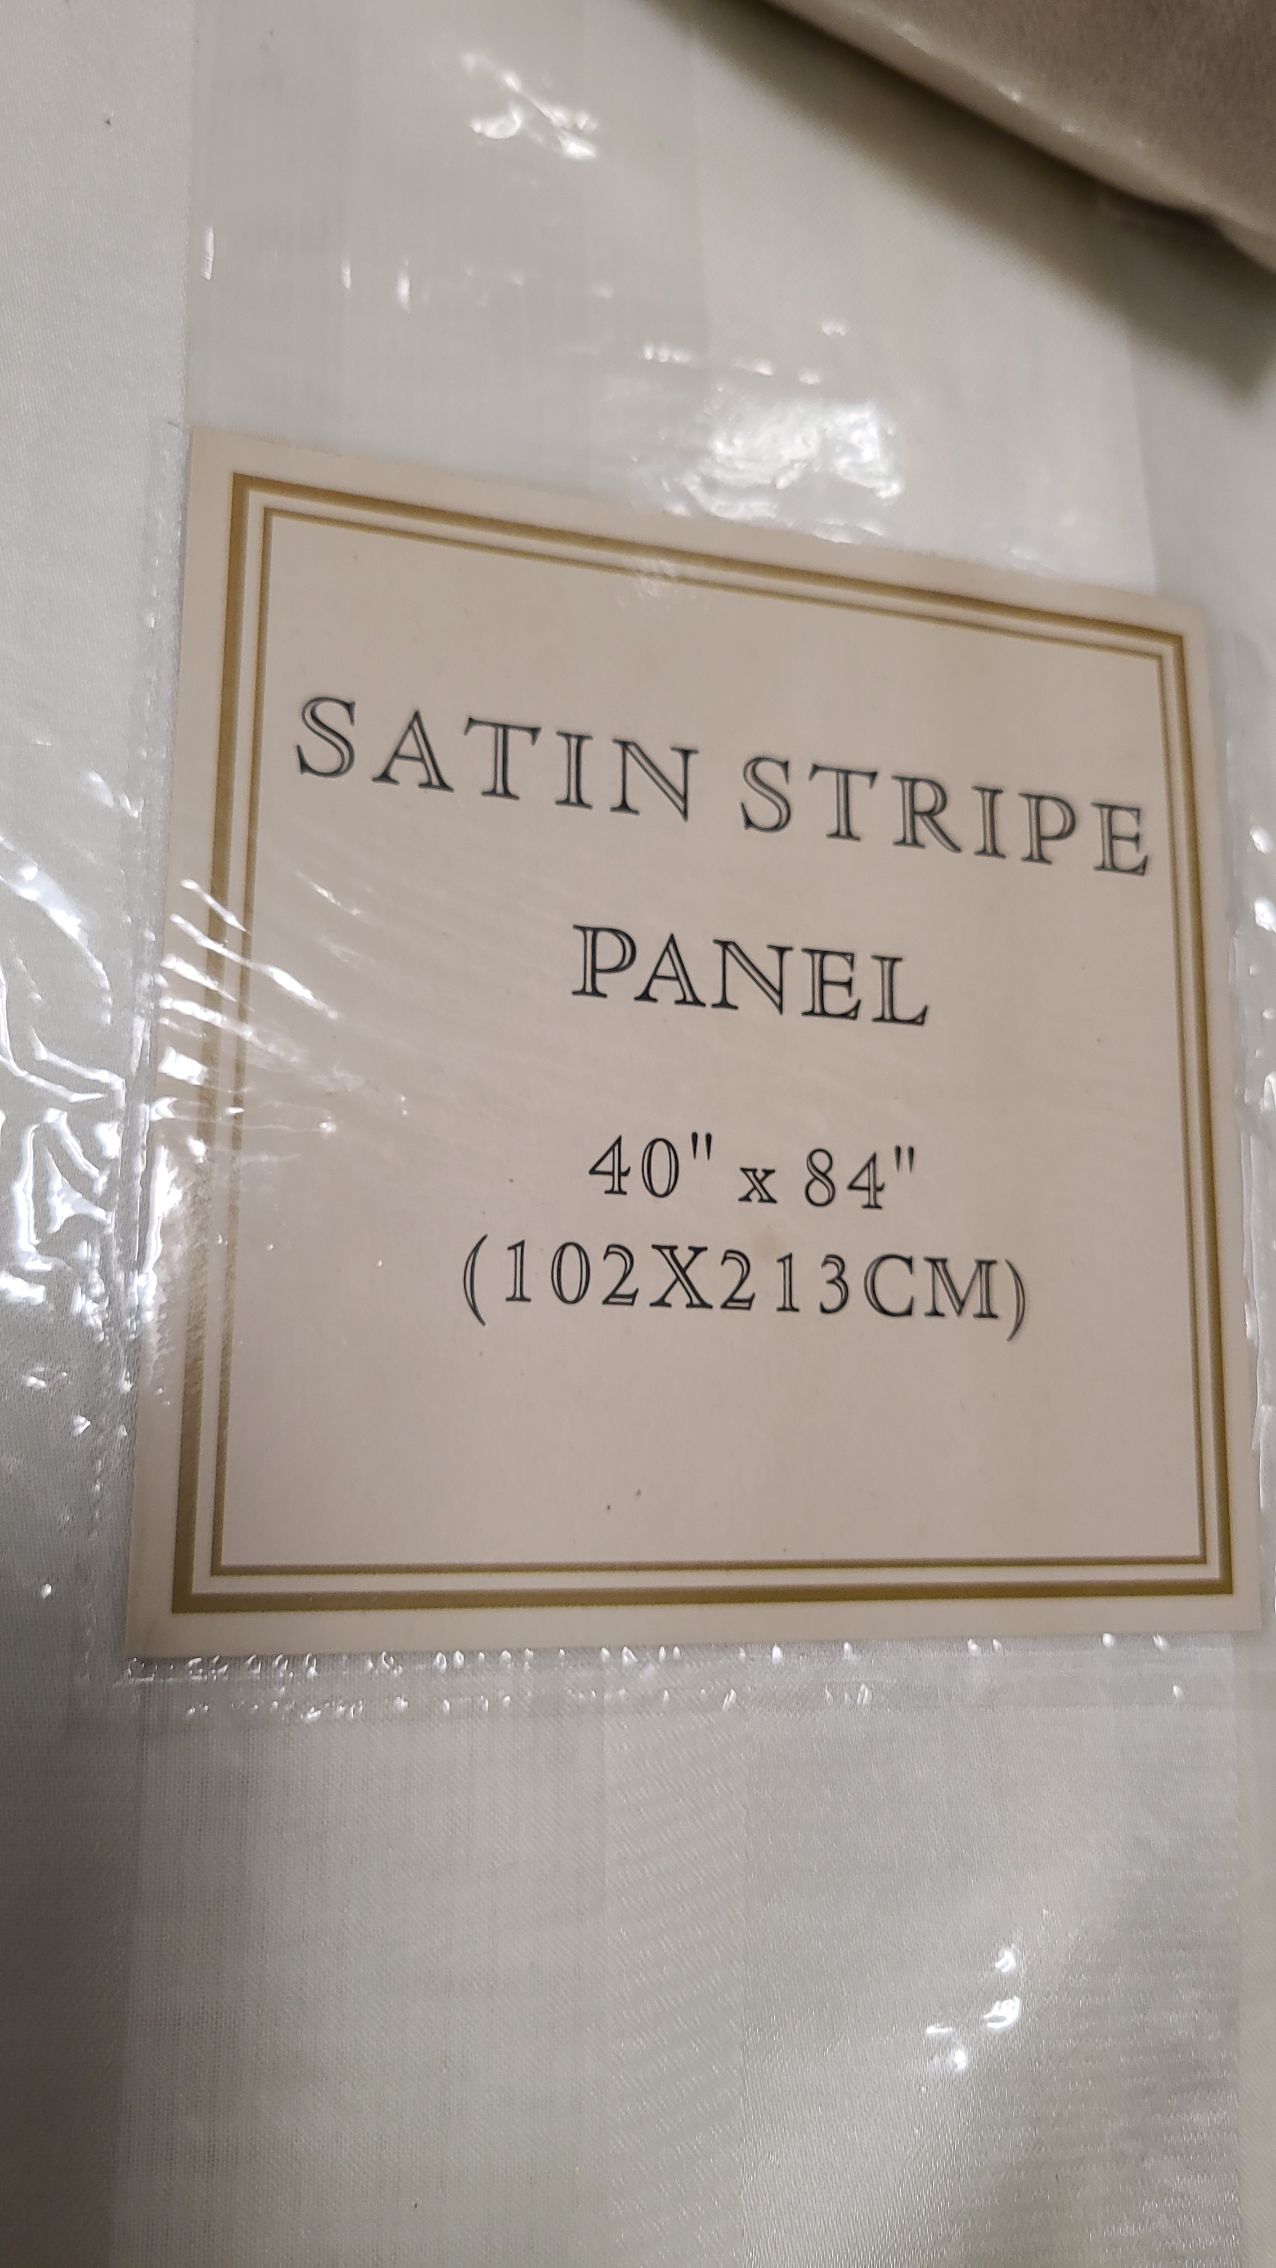 SATIN STRIPE
PANEL
40" x 84"
(102X213CM)